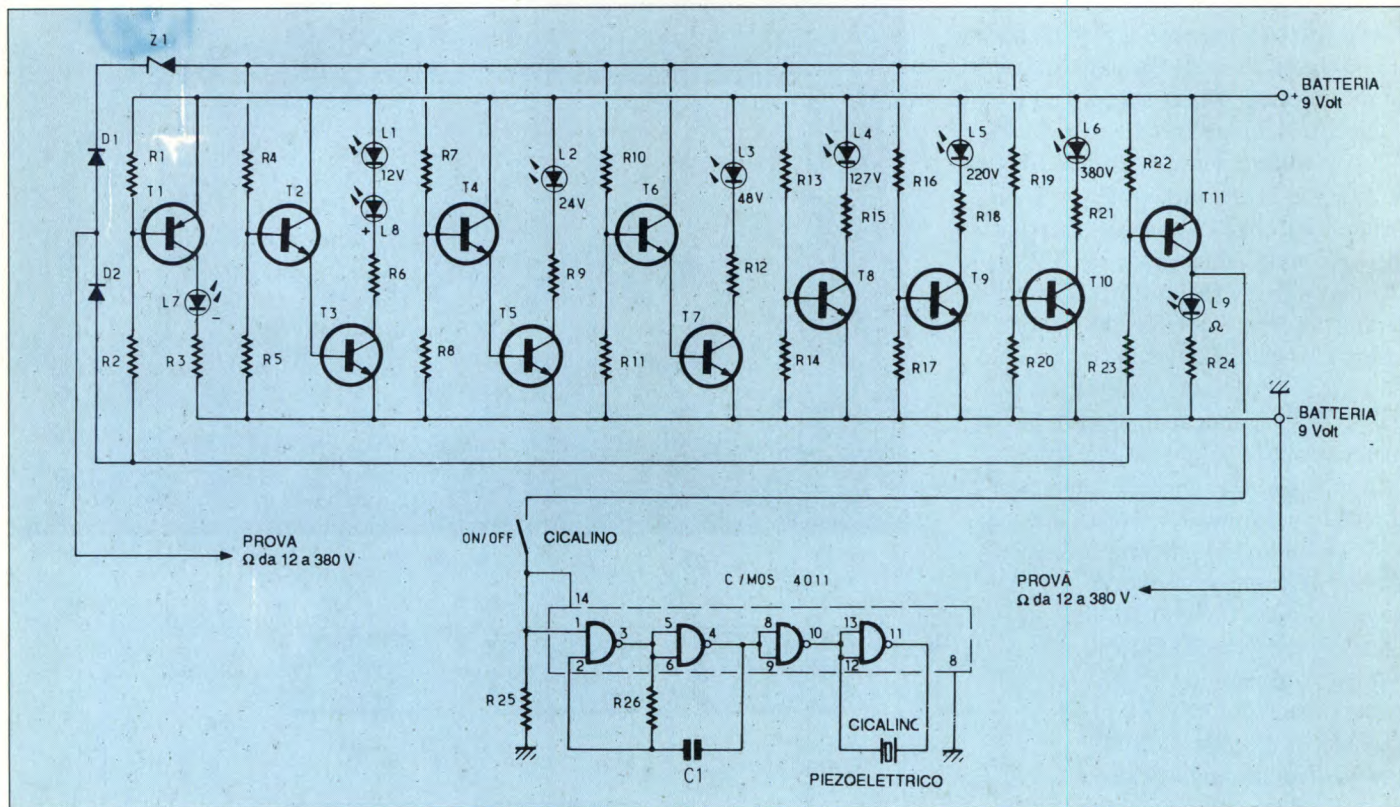 Z1
BATTERIA
9 Volt
+
D1
R1
T1
R4
T2
L1
12V
L8
+
R7
T4
L2
24V
R10
T6
L3
48V
R13
L4
127V
R15
R16
L5
220V
R18
R19
L6
380V
R21
R22
T11
D2
L7
-
R6
R9
R12
T8
T9
T10
L9
Ω
R2
R3
R5
T3
R8
T5
R11
T7
R14
R17
R20
R23
R24
-
BATTERIA
9 Volt
PROVA
Ω da 12 a 380 V
ON/OFF
CICALINO
C/MOS 4011
PROVA
Ω da 12 a 380 V
14
1
2
3
5
6
4
8
9
10
13
12
11
8
R25
R26
C1
CICALINO
PIEZOELETTRICO